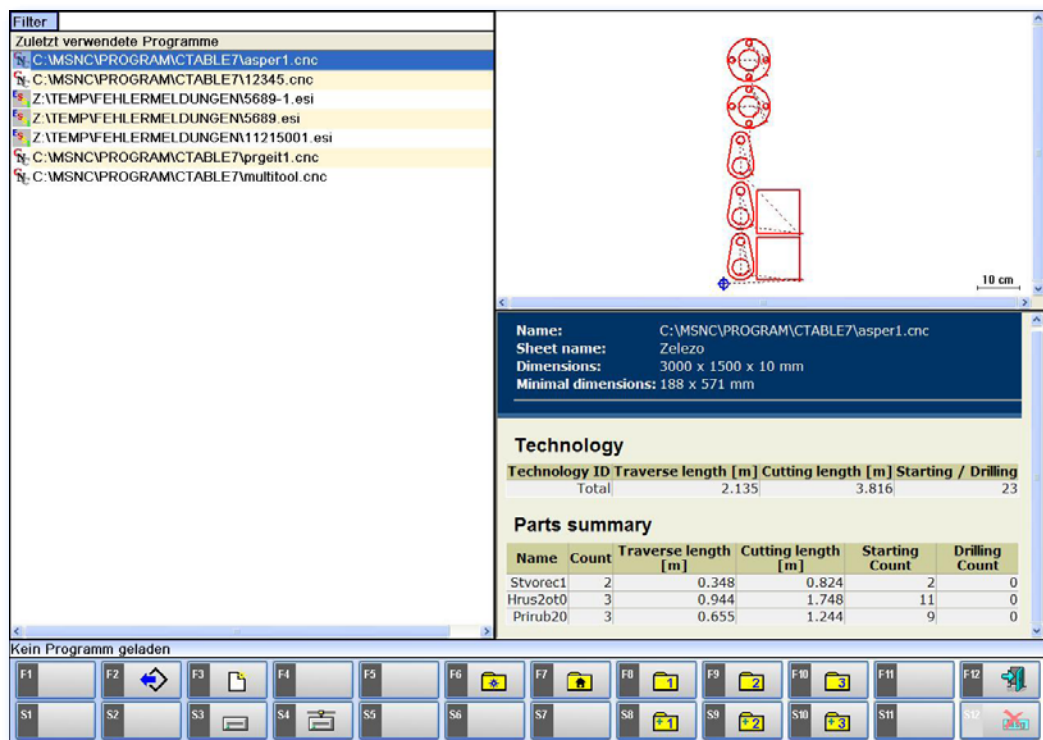 Filter
Zuletzt verwendete Programme
C:\MSNC\PROGRAM\CTABLE7\asper1.cnc
C:\MSNC\PROGRAM\CTABLE7\12345.cnc
Z:\TEMP\FEHLERMELDUNGEN\5689-1.esi
Z:\TEMP\FEHLERMELDUNGEN\5689.esi
Z:\TEMP\FEHLERMELDUNGEN\11215001.esi
C:\MSNC\PROGRAM\CTABLE7\prgeit1.cnc
C:\MSNC\PROGRAM\CTABLE7\multitool.cnc
10 cm
Name: C:\MSNC\PROGRAM\CTABLE7\asper1.cnc
Sheet name: Zelezo
Dimensions: 3000 x 1500 x 10 mm
Minimal dimensions: 188 x 571 mm
Technology
Technology ID Traverse length [m] Cutting length [m] Starting / Drilling
Total 2.135 3.816 23
Parts summary
Name Count Traverse length [m] Cutting length [m] Starting Count Drilling Count
Stvorec1 2 0.348 0.824 2 0
Hrus2ot0 3 0.944 1.748 11 0
Prirub20 3 0.655 1.244 9 0
Kein Programm geladen
F1 F2 F3 F4 F5 F6 F7 F8 1 F9 2 F10 3 F11 F12
S1 S2 S3 S4 S5 S6 S7 S8 +1 S9 +2 S10 +3 S11 S12